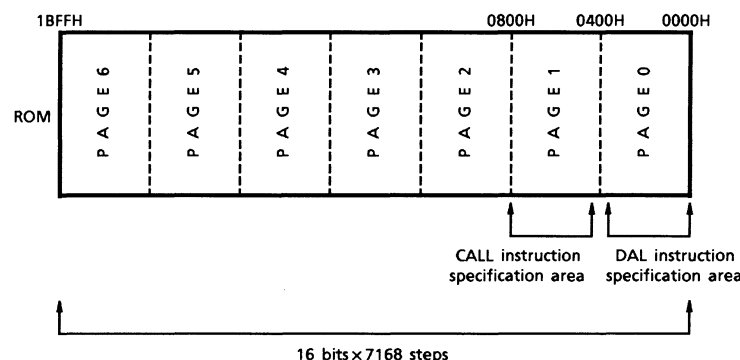 1BFFH 0800H 0400H 0000H
ROM
PAGE6
PAGE5
PAGE4
PAGE3
PAGE2
PAGE1
PAGE0
CALL instruction
specification area
DAL instruction
specification area
16 bits×7168 steps